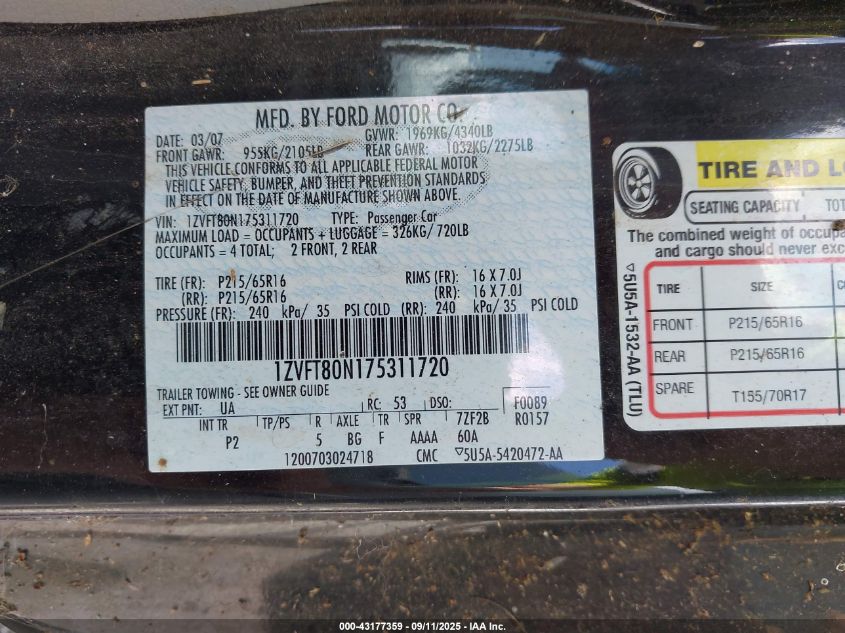 MFD. BY FORD MOTOR CO.
DATE: 03/07 GVWR: 1969KG/4340LB
FRONT GAWR: 955KG/2105LB REAR GAWR: 1032KG/2275LB
THIS VEHICLE CONFORMS TO ALL APPLICABLE FEDERAL MOTOR
VEHICLE SAFETY, BUMPER, AND THEFT PREVENTION STANDARDS
IN EFFECT ON THE DATE OF MANUFACTURE SHOWN ABOVE.
VIN: 1ZVFT80N175311720 TYPE: Passenger Car
MAXIMUM LOAD = OCCUPANTS + LUGGAGE = 326KG/ 720LB
OCCUPANTS = 4 TOTAL; 2 FRONT, 2 REAR
TIRE (FR): P215/65R16 RIMS (FR): 16 X 7.0J
(RR): P215/65R16 (RR): 16 X 7.0J
PRESSURE (FR): 240 kPa/ 35 PSI COLD (RR): 240 kPa/ 35 PSI COLD
1ZVFT80N175311720
TRAILER TOWING - SEE OWNER GUIDE
EXT PNT: UA RC: 53 DSO: F0089
INT TR TP/PS R AXLE TR SPR 7ZF2B R0157
P2 5 BG F AAAA 60A
1200703024718 CMC ▽5U5A-5420472-AA
TIRE AND LO
SEATING CAPACITY TOT
The combined weight of occupa
and cargo should never exc
TIRE SIZE
FRONT P215/65R16
REAR P215/65R16
SPARE T155/70R17
▽5U5A-1532-AA (TLU)
000-43177359 - 09/11/2025 - IAA Inc.